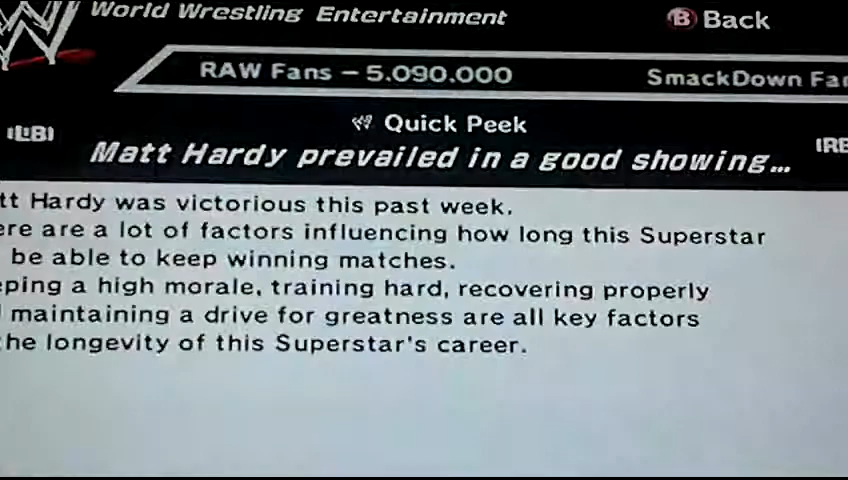 World Wrestling Entertainment
B Back
RAW Fans - 5.090.000
SmackDown Fa
LB
Quick Peek
RB
Matt Hardy prevailed in a good showing...
tt Hardy was victorious this past week.
ere are a lot of factors influencing how long this Superstar
be able to keep winning matches.
ping a high morale, training hard, recovering properly
maintaining a drive for greatness are all key factors
he longevity of this Superstar's career.